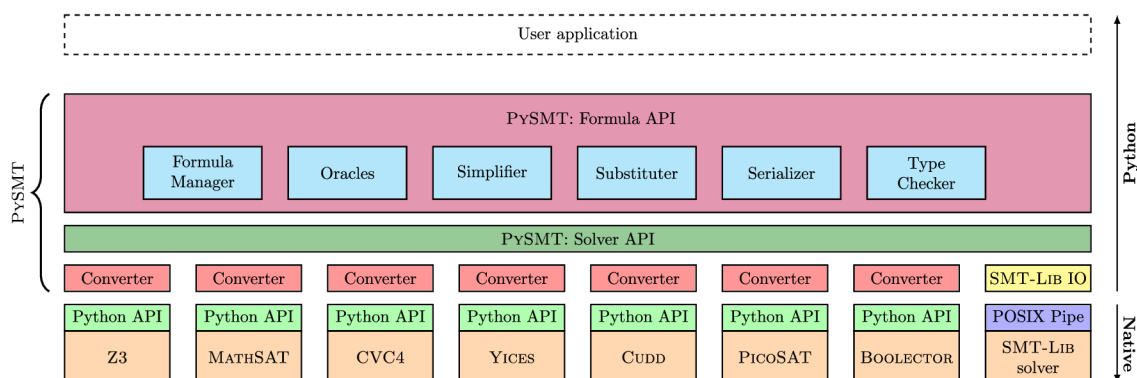 User application
PySMT: Formula API
Formula
Manager
Oracles
Simplifier
Substituter
Serializer
Type
Checker
PySMT
Python
PySMT: Solver API
Converter Converter Converter Converter Converter Converter Converter SMT-Lib IO
Python API Python API Python API Python API Python API Python API Python API POSIX Pipe
Z3 MathSAT CVC4 Yices Cudd PicoSAT Boolector SMT-Lib
solver
Native